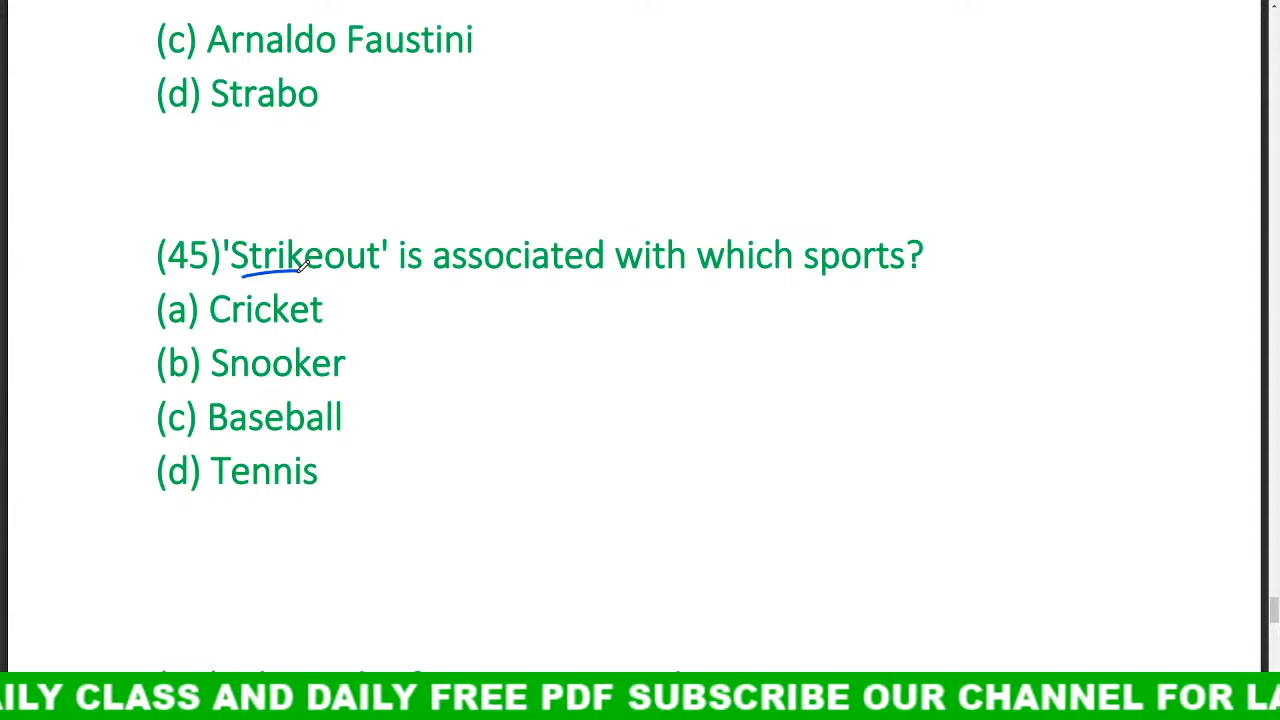 (c) Arnaldo Faustini
(d) Strabo
(45)'Strikeout' is associated with which sports?
(a) Cricket
(b) Snooker
(c) Baseball
(d) Tennis
AILY CLASS AND DAILY FREE PDF SUBSCRIBE OUR CHANNEL FOR LA